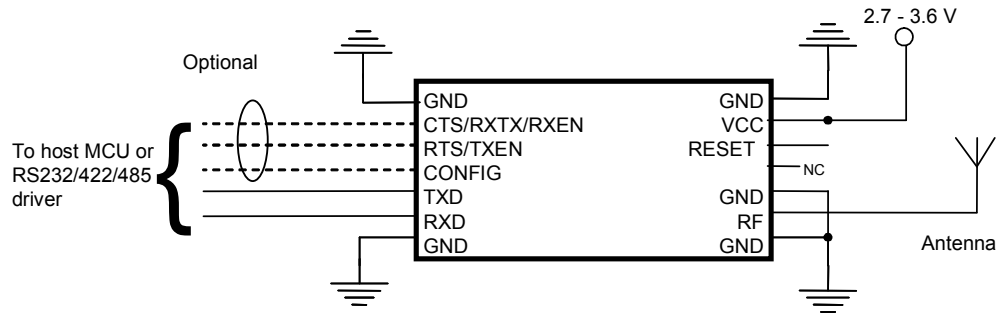 2.7 - 3.6 V
Optional
To host MCU or
RS232/422/485
driver
GND
CTS/RXTX/RXEN
RTS/TXEN
CONFIG
TXD
RXD
GND
GND
VCC
RESET
NC
GND
RF
GND
Antenna